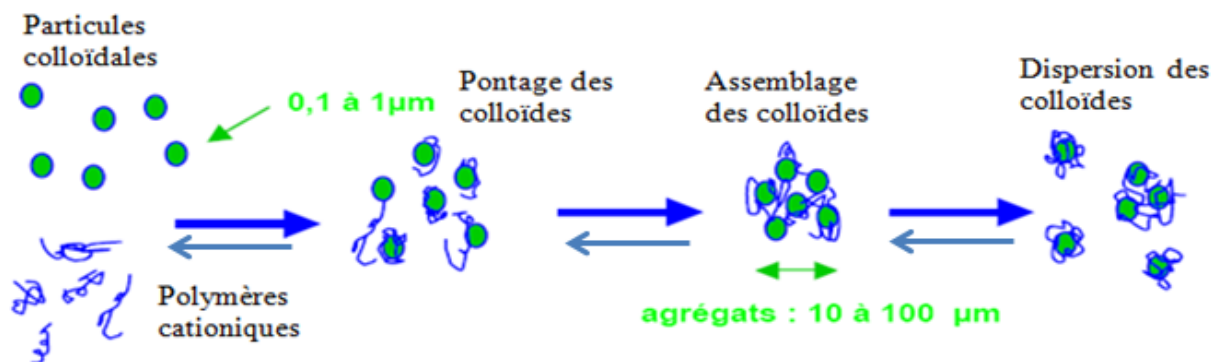 Particules
colloïdales
0,1 à 1µm
Pontage des
colloïdes
Assemblage
des colloïdes
Dispersion des
colloïdes
Polymères
cationiques
agrégats : 10 à 100 µm